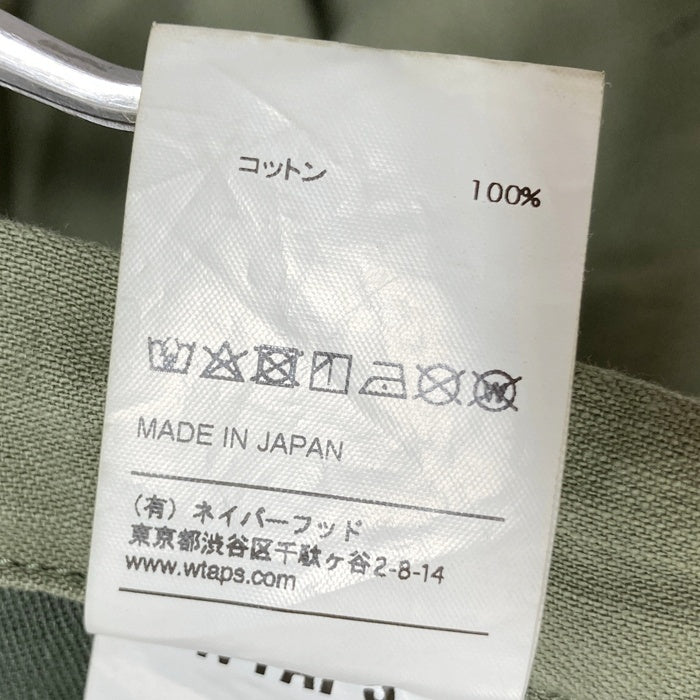 コットン 100%
MADE IN JAPAN
(有) ネイバーフッド
東京都渋谷区千駄ヶ谷2-8-14
www.wtaps.com